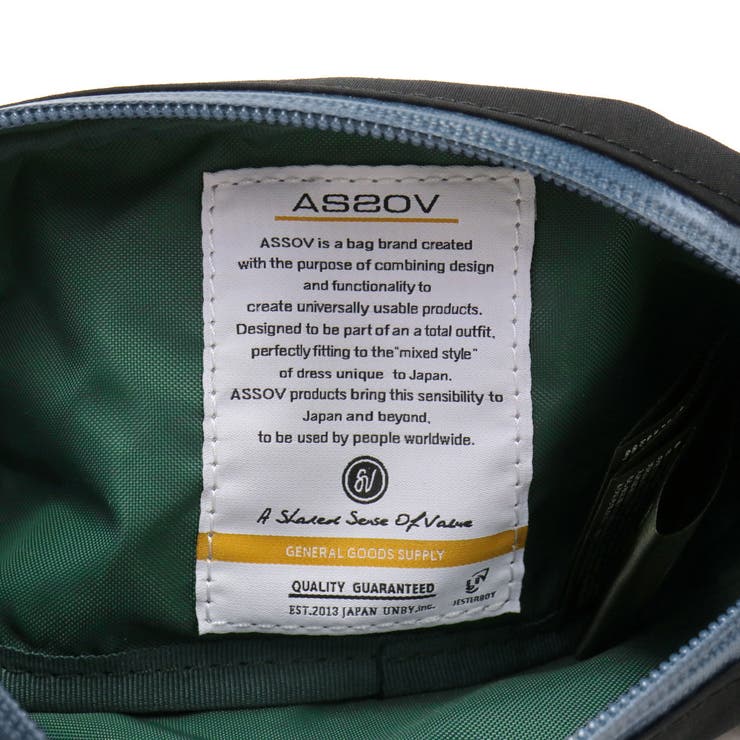 ASSOV
ASSOV is a bag brand created
with the purpose of combining design
and functionality to
create universally usable products.
Designed to be part of an a total outfit,
perfectly fitting to the "mixed style"
of dress unique to Japan.
ASSOV products bring this sensibility to
Japan and beyond,
to be used by people worldwide.
A Shared Sense Of Value
GENERAL GOODS SUPPLY
QUALITY GUARANTEED
EST.2013 JAPAN UNBY,inc.
JESTERBOY